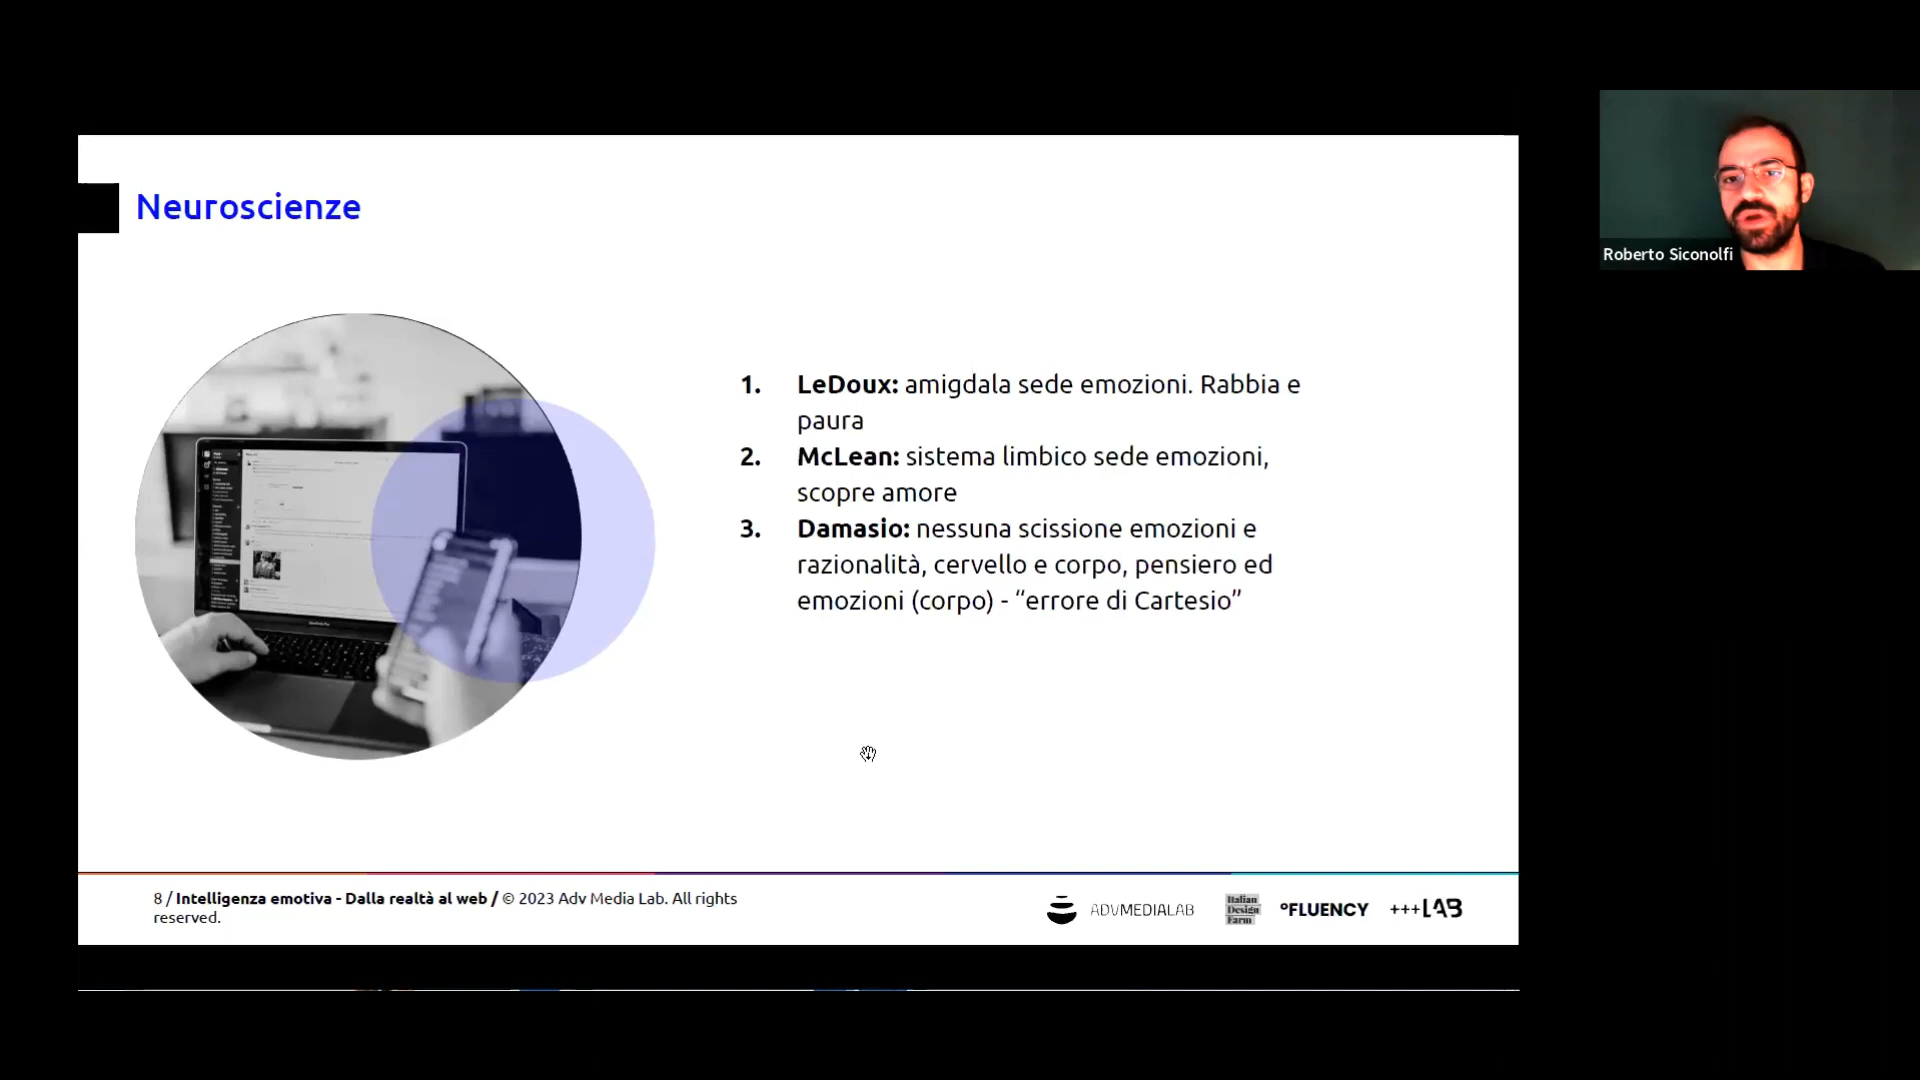 Neuroscienze
1. LeDoux: amigdala sede emozioni. Rabbia e
paura
2. McLean: sistema limbico sede emozioni,
scopre amore
3. Damasio: nessuna scissione emozioni e
razionalità, cervello e corpo, pensiero ed
emozioni (corpo) - “errore di Cartesio”
Roberto Siconolfi
8 / Intelligenza emotiva - Dalla realtà al web / © 2023 Adv Media Lab. All rights
reserved.
ADVMEDIALAB
Italian
Design
Farm
°FLUENCY
+++LAB